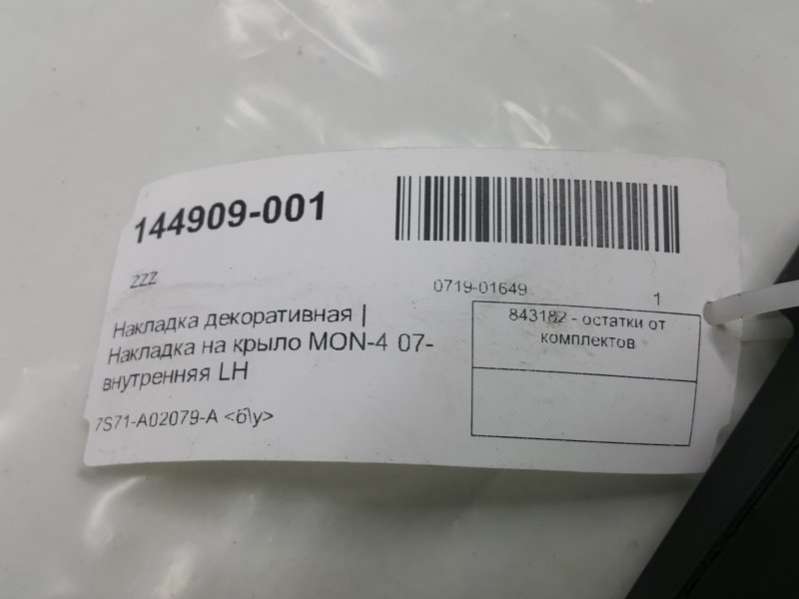 144909-001
zzz
0719-01649
1
843182 - остатки от
комплектов
Накладка декоративная |
Накладка на крыло MON-4 07-
внутренняя LH
7S71-A02079-A <б\у>